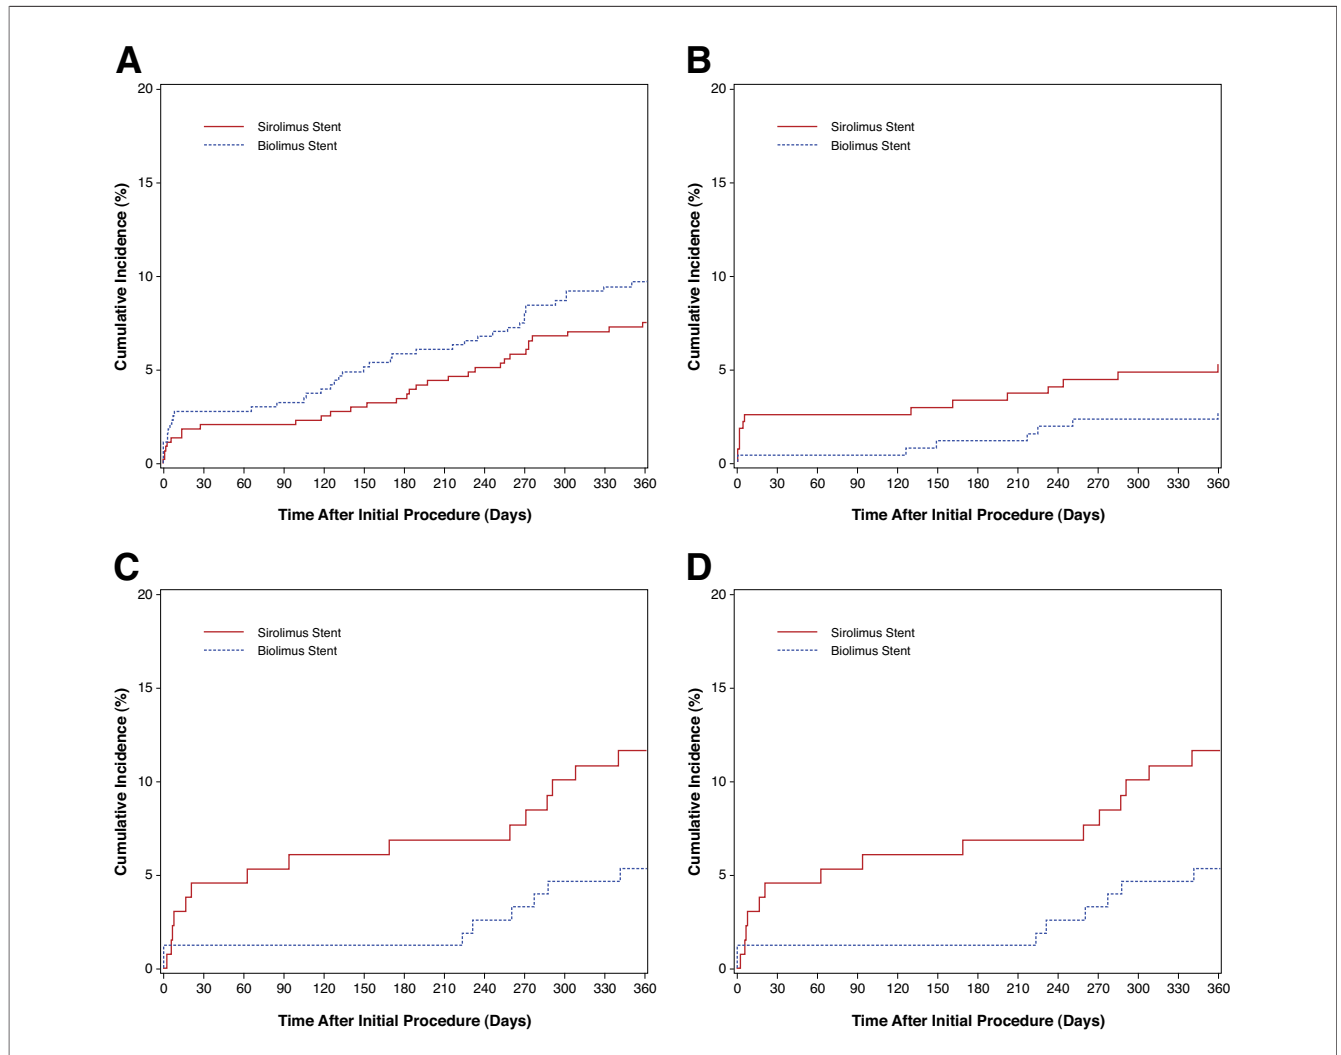 A
20
15
10
5
0
Cumulative Incidence (%)
Sirolimus Stent
Biolimus Stent
0 30 60 90 120 150 180 210 240 270 300 330 360
Time After Initial Procedure (Days)
B
20
15
10
5
0
Cumulative Incidence (%)
Sirolimus Stent
Biolimus Stent
0 30 60 90 120 150 180 210 240 270 300 330 360
Time After Initial Procedure (Days)
C
20
15
10
5
0
Cumulative Incidence (%)
Sirolimus Stent
Biolimus Stent
0 30 60 90 120 150 180 210 240 270 300 330 360
Time After Initial Procedure (Days)
D
20
15
10
5
0
Cumulative Incidence (%)
Sirolimus Stent
Biolimus Stent
0 30 60 90 120 150 180 210 240 270 300 330 360
Time After Initial Procedure (Days)